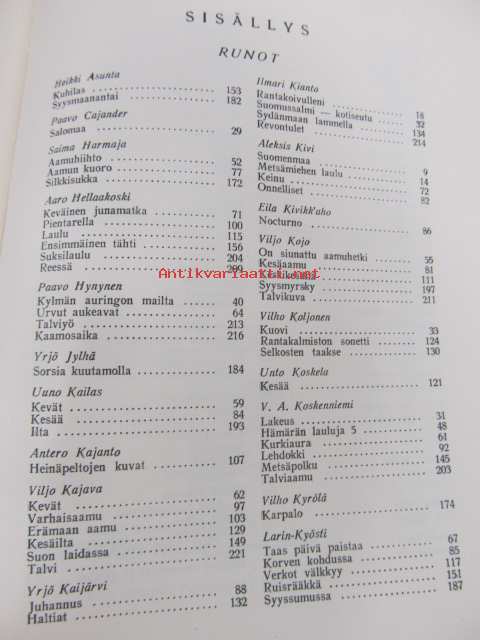 SISÄLLYS
RUNOT
Heikki Asunta
Kuhilas 153
Syysmaanantai 182
Paavo Cajander
Salomaa 29
Saima Harmaja
Aamuhiihto 52
Aamun kuoro 77
Silkkisukka 172
Aaro Hellaakoski
Keväinen junamatka 71
Pientarella 100
Laulu 115
Ensimmäinen tähti 156
Suksilaulu 205
Reessä 209
Paavo Hynynen
Kylmän auringon mailta 40
Urvut aukeavat 64
Talviyö 213
Kaamosaika 216
Yrjö Jylhä
Sorsia kuutamolla 184
Uuno Kailas
Kevät 59
Kesää 84
Ilta 193
Antero Kajanto
Heinäpeltojen kuvat 107
Viljo Kajava
Kevät 62
Varhaisaamu 97
Erämaan aamu 103
Kesäilta 129
Suon laidassa 149
Talvi 221
Yrjö Kaijärvi
Juhannus 88
Haltiat 132
Ilmari Kianto
Rantakoivulleni 18
Suomussalmi — kotiseutu 32
Sydänmaan lammella 134
Revontulet 214
Aleksis Kivi
Suomenmaa 9
Metsämiehen laulu 14
Keinu 72
Onnelliset 82
Eila Kivikk'aho
Nocturno 86
Viljo Kojo
On siunattu aamuhetki 55
Kesäjaamu 81
111
Syysmyrsky 197
Talvikuva 211
Vilho Koljonen
Kuovi 33
Rantakalmiston sonetti 124
Selkosten taakse 130
Unto Koskela
Kesää 121
V. A. Koskenniemi
Lakeus 31
Hämärän lauluja 5 48
Kurkiaura 61
Lehdokki 92
Metsäpolku 145
Talviaamu 203
Vilho Kyrölä
Karpalo 174
Larin-Kyösti
Taas päivä paistaa 67
Korven kohdussa 85
Verkot välkkyy 117
Ruisrääkkä 151
Syyssumussa 187
Antikvariaatti.net